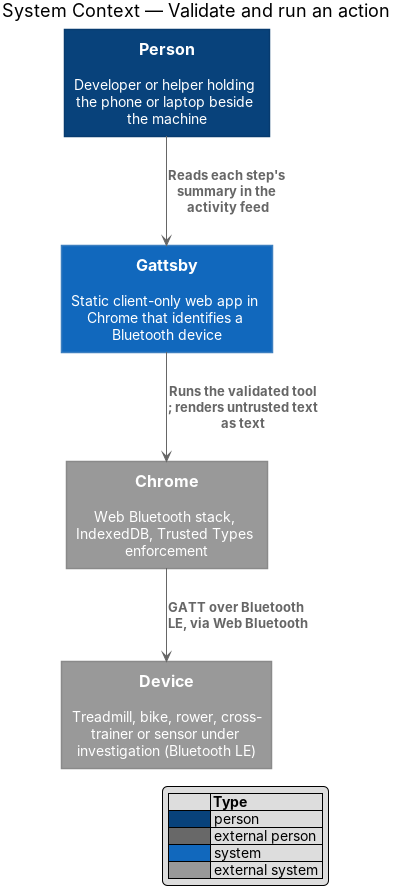 System Context — Validate and run an action
Person
Developer or helper holding
the phone or laptop beside
the machine
Reads each step's
summary in the
activity feed
Gattsby
Static client-only web app in
Chrome that identifies a
Bluetooth device
Runs the validated tool
; renders untrusted text
as text
Chrome
Web Bluetooth stack,
IndexedDB, Trusted Types
enforcement
GATT over Bluetooth
LE, via Web Bluetooth
Device
Treadmill, bike, rower, cross-
trainer or sensor under
investigation (Bluetooth LE)
Type
person
external person
system
external system